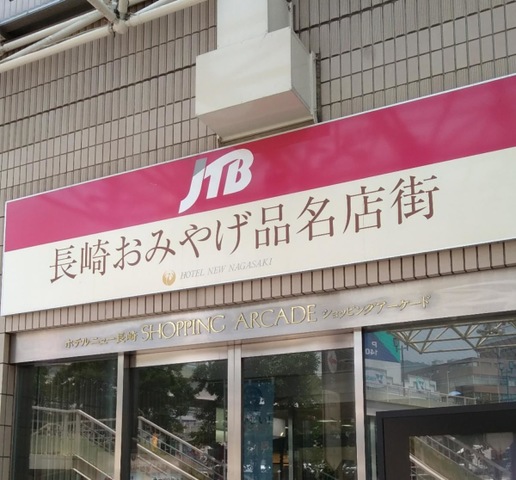 JTB
長崎おみやげ品名店街
HOTEL NEW NAGASAKI
ホテルニュー長崎 SHOPPING ARCADE ショッピングアーケード
P
140